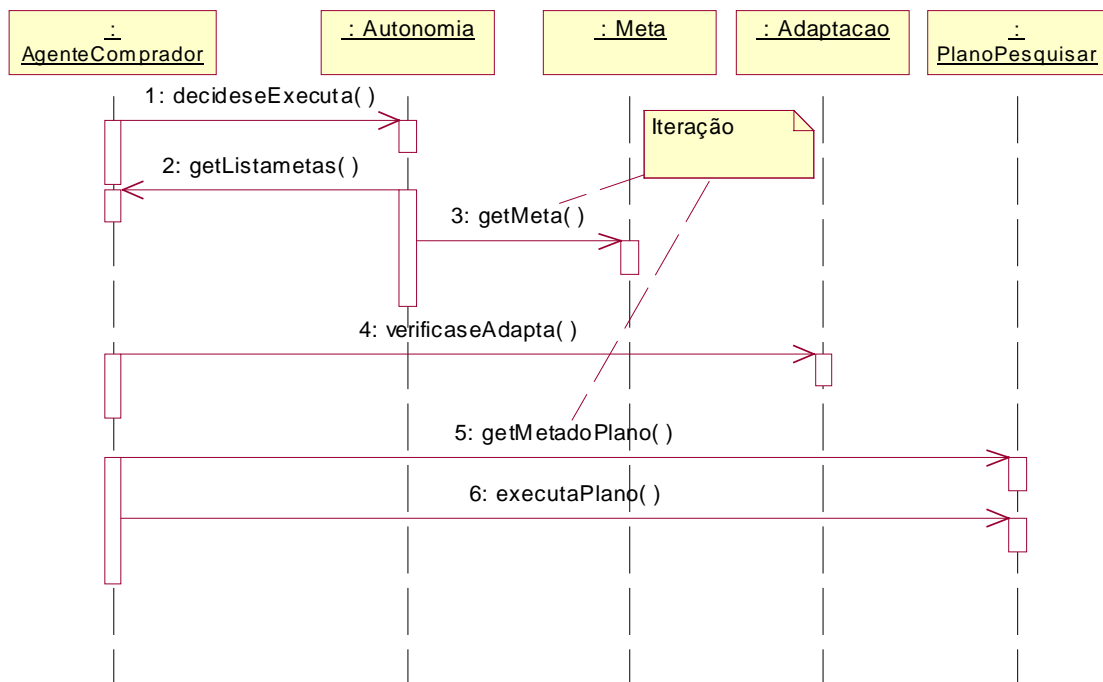 :
AgenteComprador
: Autonomia
: Meta
: Adaptacao
:
PlanoPesquisar
1: decideseExecuta( )
Iteração
2: getListametas( )
3: getMeta( )
4: verificaseAdapta( )
5: getMetadoPlano( )
6: executaPlano( )